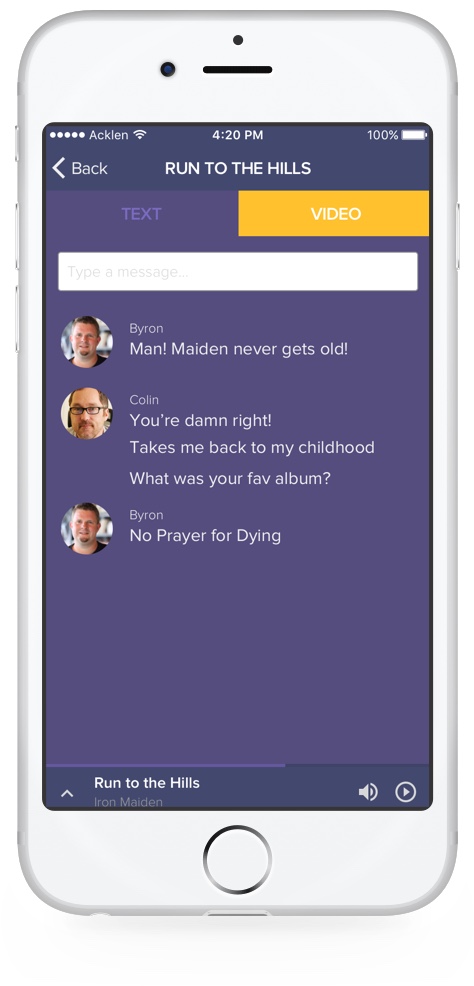 Acklen 4:20 PM 100%
Back RUN TO THE HILLS
TEXT VIDEO
Type a message...
Byron
Man! Maiden never gets old!
Colin
You’re damn right!
Takes me back to my childhood
What was your fav album?
Byron
No Prayer for Dying
Run to the Hills
Iron Maiden